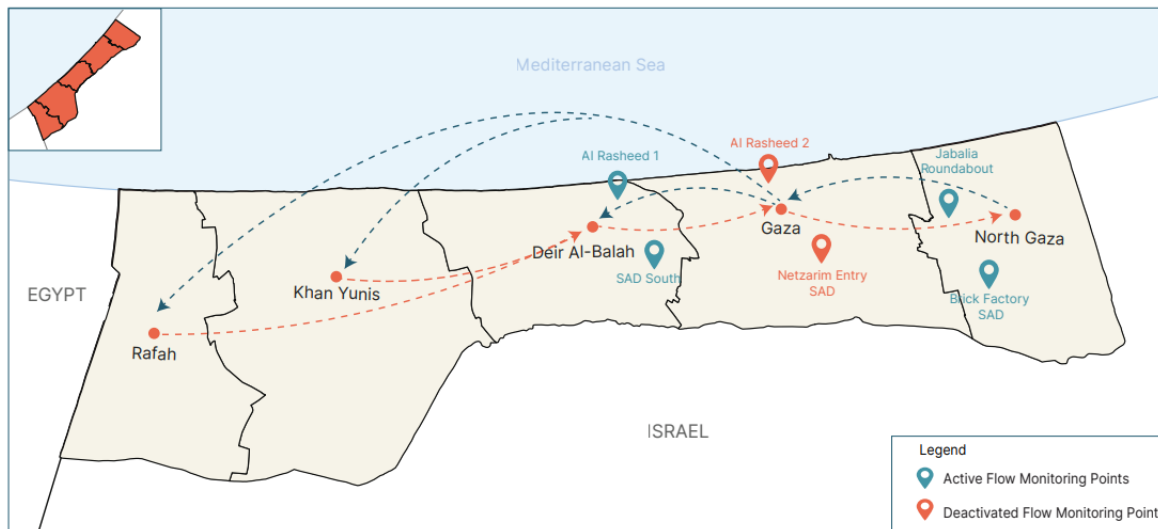 Mediterranean Sea
Al Rasheed 1
Al Rasheed 2
Jabalia
Roundabout
Deir Al-Balah
Gaza
North Gaza
SAD South
Netzarim Entry
SAD
Brick Factory
SAD
Khan Yunis
EGYPT
Rafah
ISRAEL
Legend
Active Flow Monitoring Points
Deactivated Flow Monitoring Point